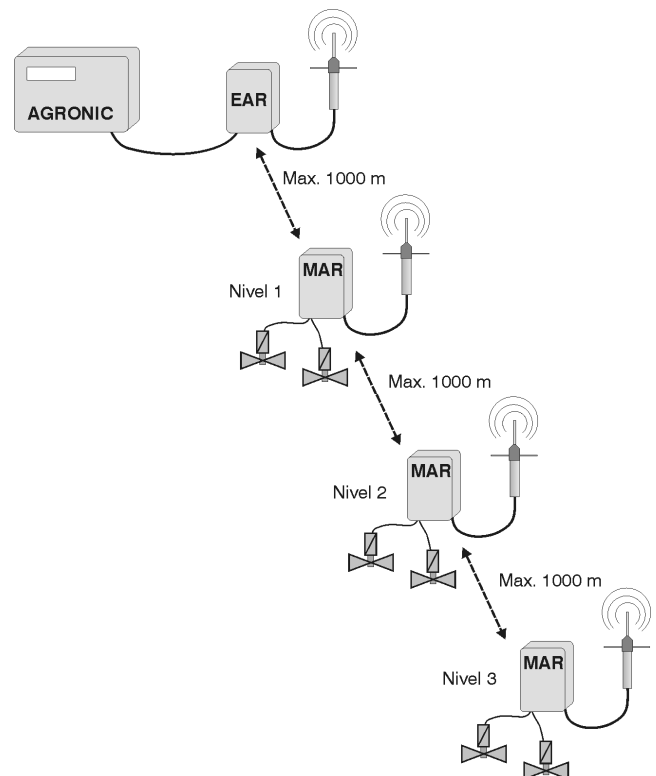 AGRONIC
EAR
Max. 1000 m
MAR
Nivel 1
Max. 1000 m
MAR
Nivel 2
Max. 1000 m
MAR
Nivel 3